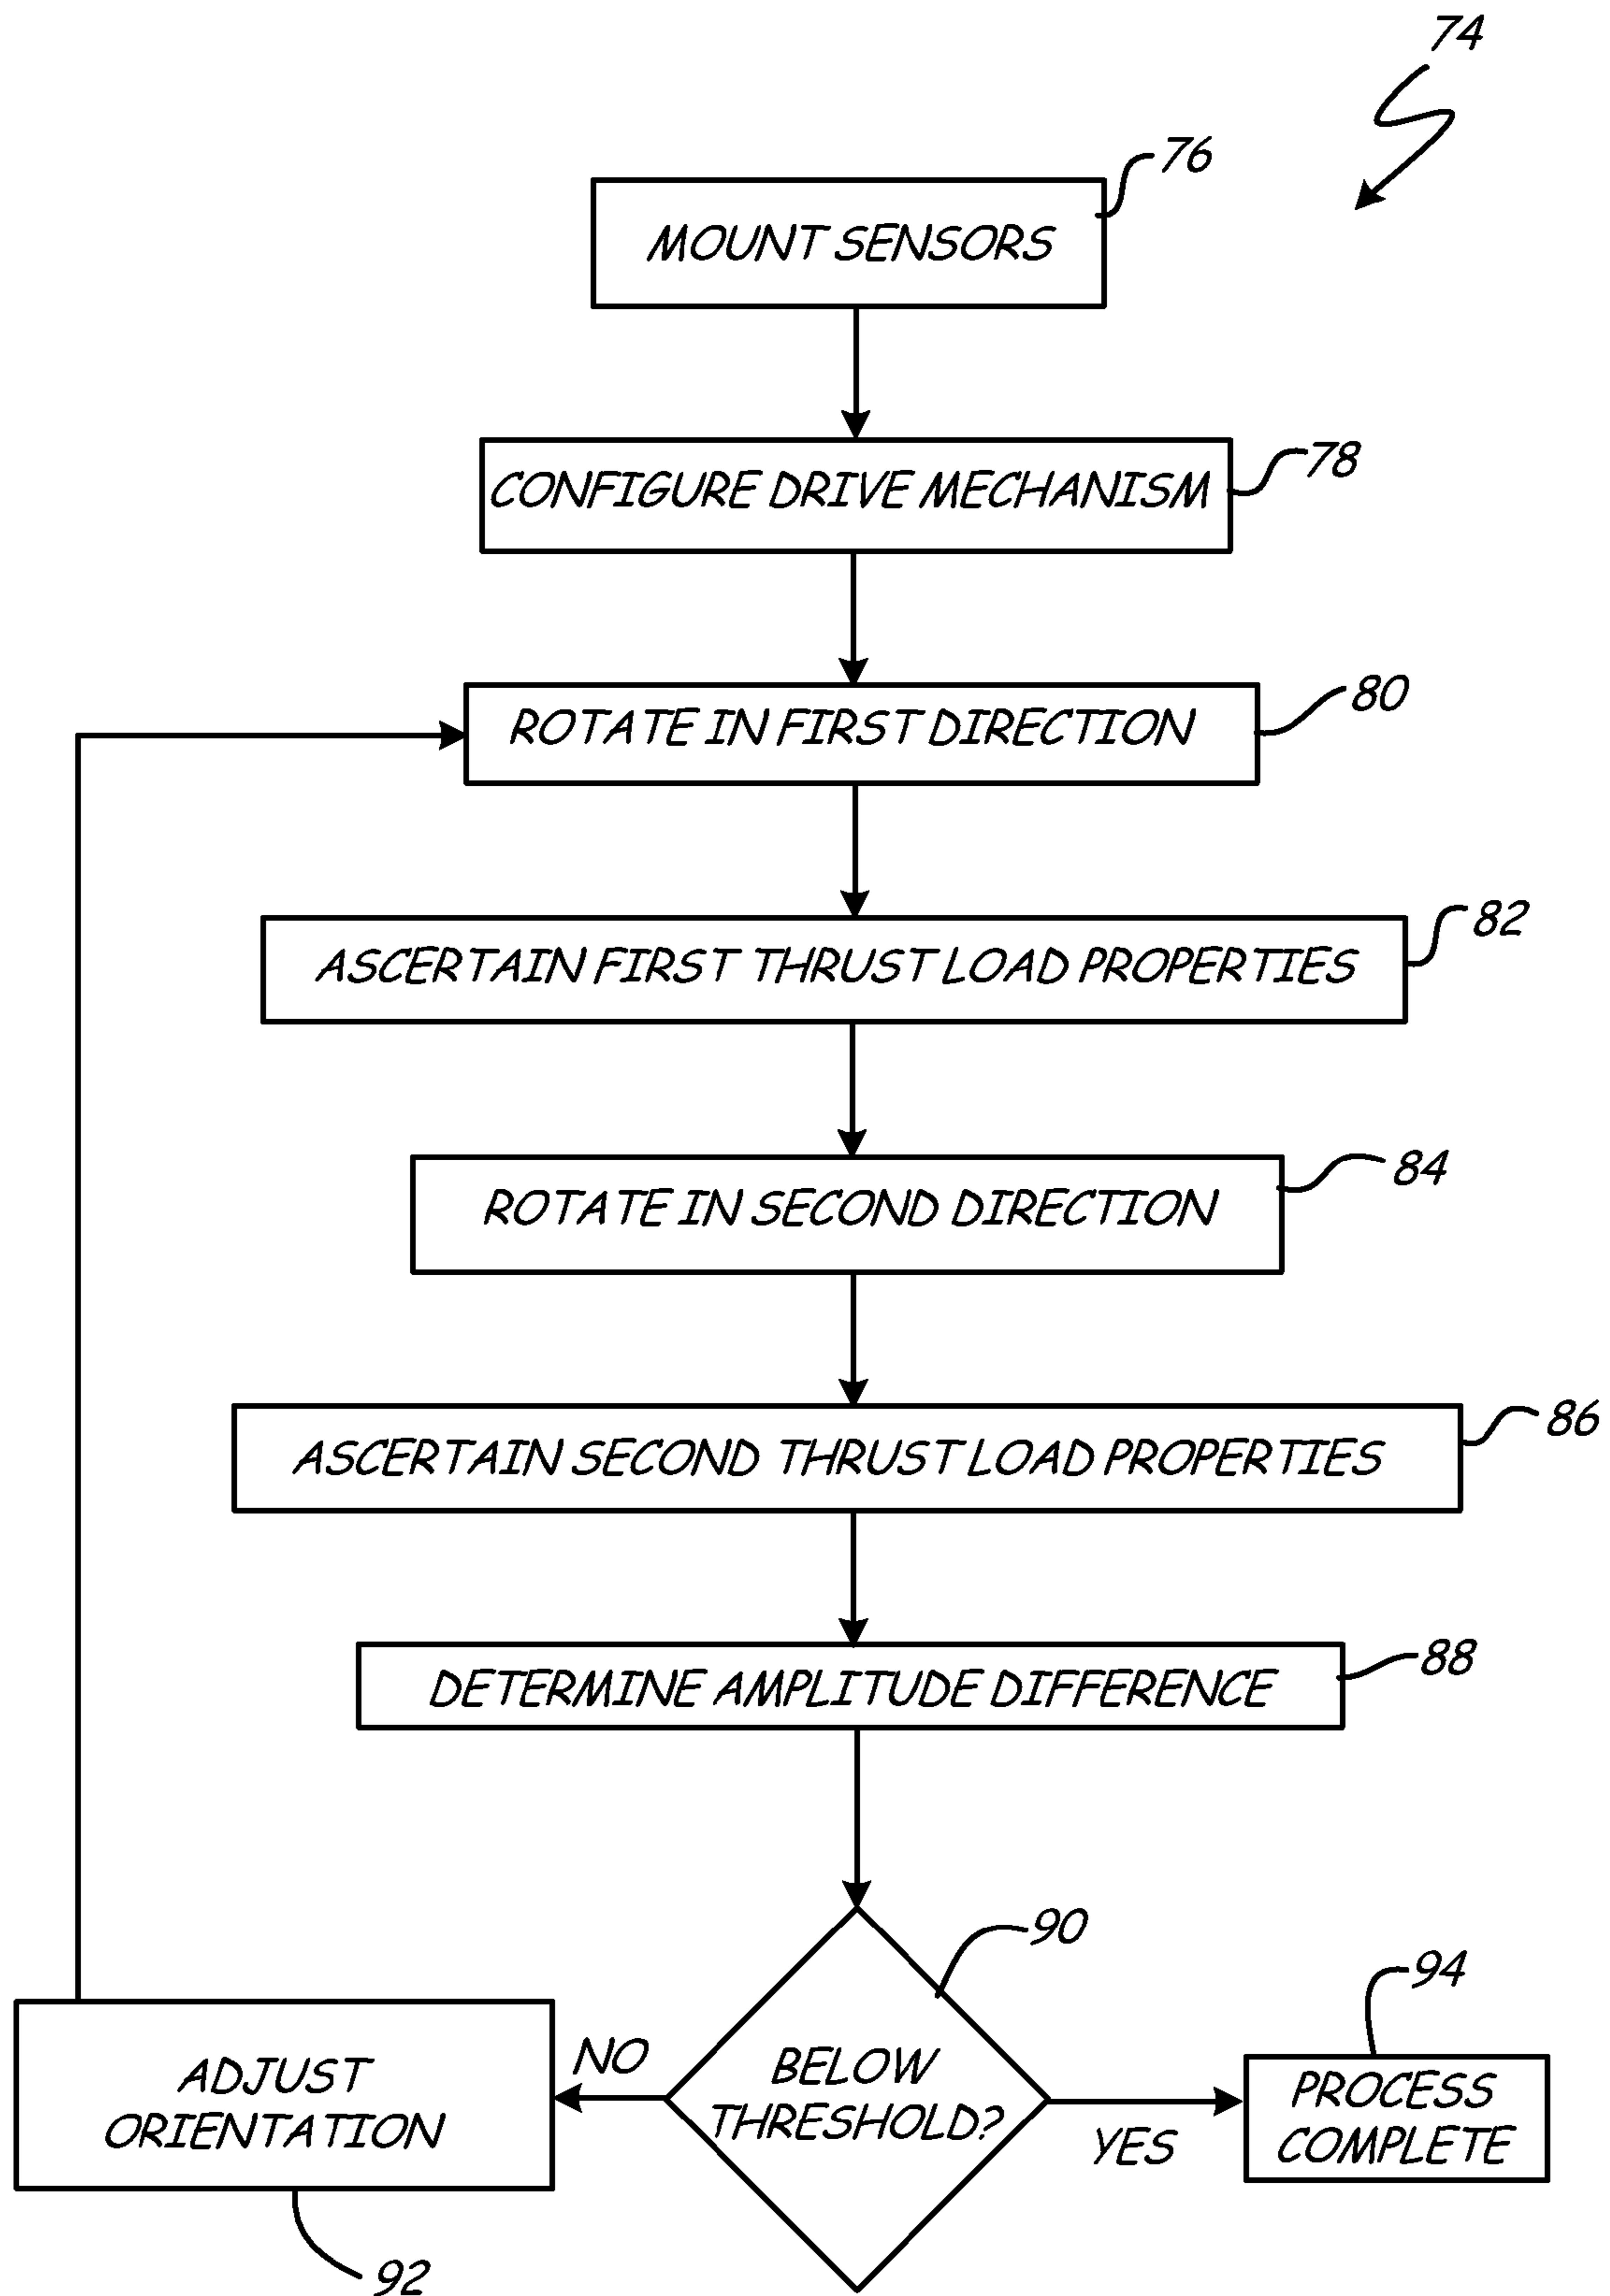 74
76
MOUNT SENSORS
78
CONFIGURE DRIVE MECHANISM
80
ROTATE IN FIRST DIRECTION
82
ASCERTAIN FIRST THRUST LOAD PROPERTIES
84
ROTATE IN SECOND DIRECTION
86
ASCERTAIN SECOND THRUST LOAD PROPERTIES
88
DETERMINE AMPLITUDE DIFFERENCE
90
BELOW
THRESHOLD?
NO
YES
ADJUST
ORIENTATION
92
94
PROCESS
COMPLETE